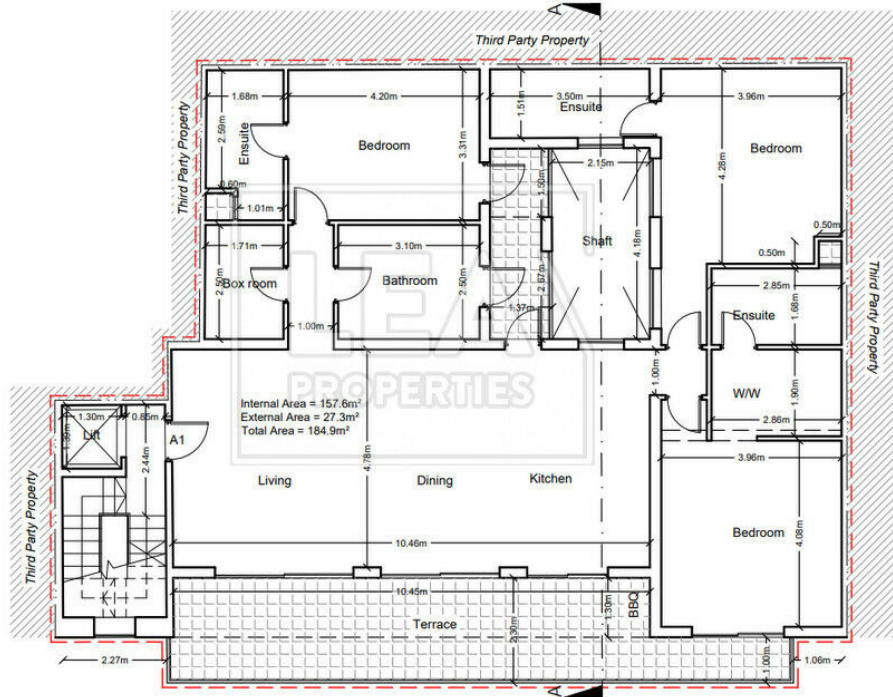 A
Third Party Property
1.68m
4.20m
3.50m
3.96m
Ensuite
1.51m
2.59m
Ensuite
Bedroom
3.31m
Bedroom
4.28m
Third Party Property
0.60m
1.01m
1.50m
2.15m
0.50m
Shaft
4.18m
0.50m
1.71m
3.10m
2.50m
Box room
Bathroom
2.50m
2.67m
1.37m
1.00m
2.85m
1.68m
Ensuite
Third Party Property
LEA
PROPERTIES
1.00m
W/W
1.90m
2.86m
Internal Area = 157.6m²
External Area = 27.3m²
Total Area = 184.9m²
1.30m
0.85m
1.39m
Lift
A1
2.44m
4.78m
Living
Dining
Kitchen
3.96m
Third Party Property
Bedroom
4.08m
10.46m
10.45m
Terrace
2.30m
1.30m
BBQ
2.27m
1.00m
1.06m
A